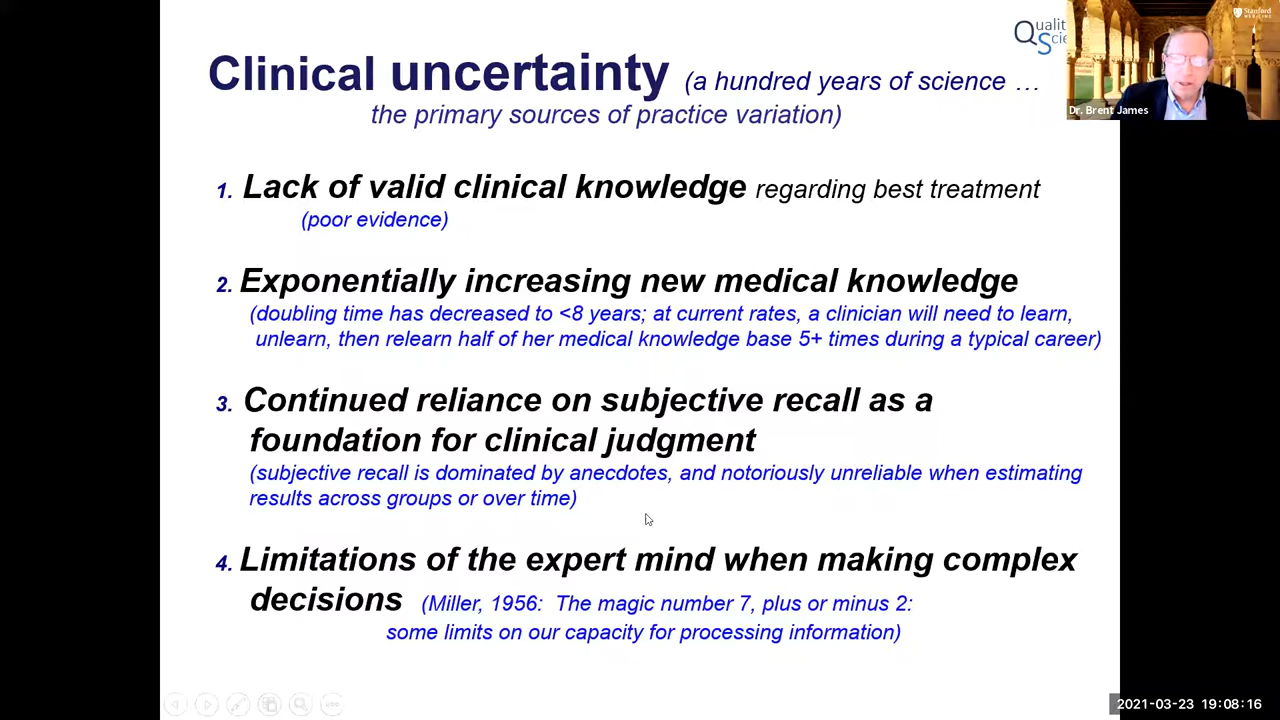 Clinical uncertainty (a hundred years of science …
the primary sources of practice variation)
1. Lack of valid clinical knowledge regarding best treatment
(poor evidence)
2. Exponentially increasing new medical knowledge
(doubling time has decreased to <8 years; at current rates, a clinician will need to learn,
unlearn, then relearn half of her medical knowledge base 5+ times during a typical career)
3. Continued reliance on subjective recall as a
foundation for clinical judgment
(subjective recall is dominated by anecdotes, and notoriously unreliable when estimating
results across groups or over time)
4. Limitations of the expert mind when making complex
decisions (Miller, 1956: The magic number 7, plus or minus 2:
some limits on our capacity for processing information)
Qualit
Scie
Stanford
MEDICINE
Dr. Brent James
2021-03-23 19:08:16